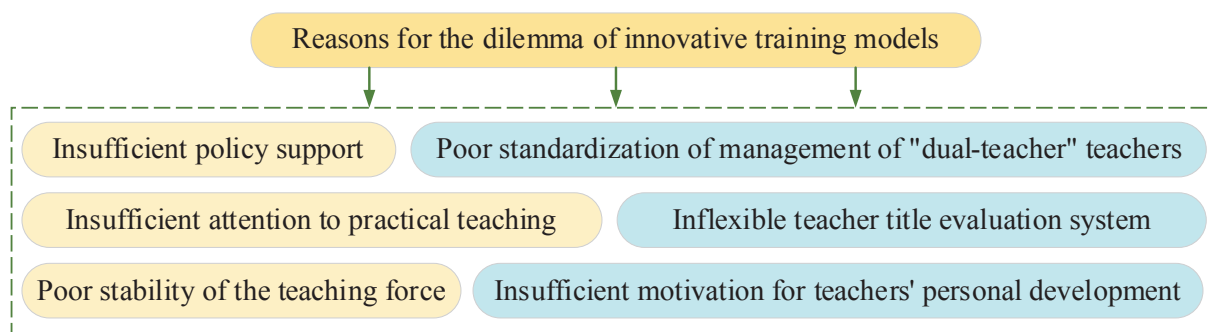 Reasons for the dilemma of innovative training models
Insufficient policy support
Poor standardization of management of "dual-teacher" teachers
Insufficient attention to practical teaching
Inflexible teacher title evaluation system
Poor stability of the teaching force
Insufficient motivation for teachers' personal development